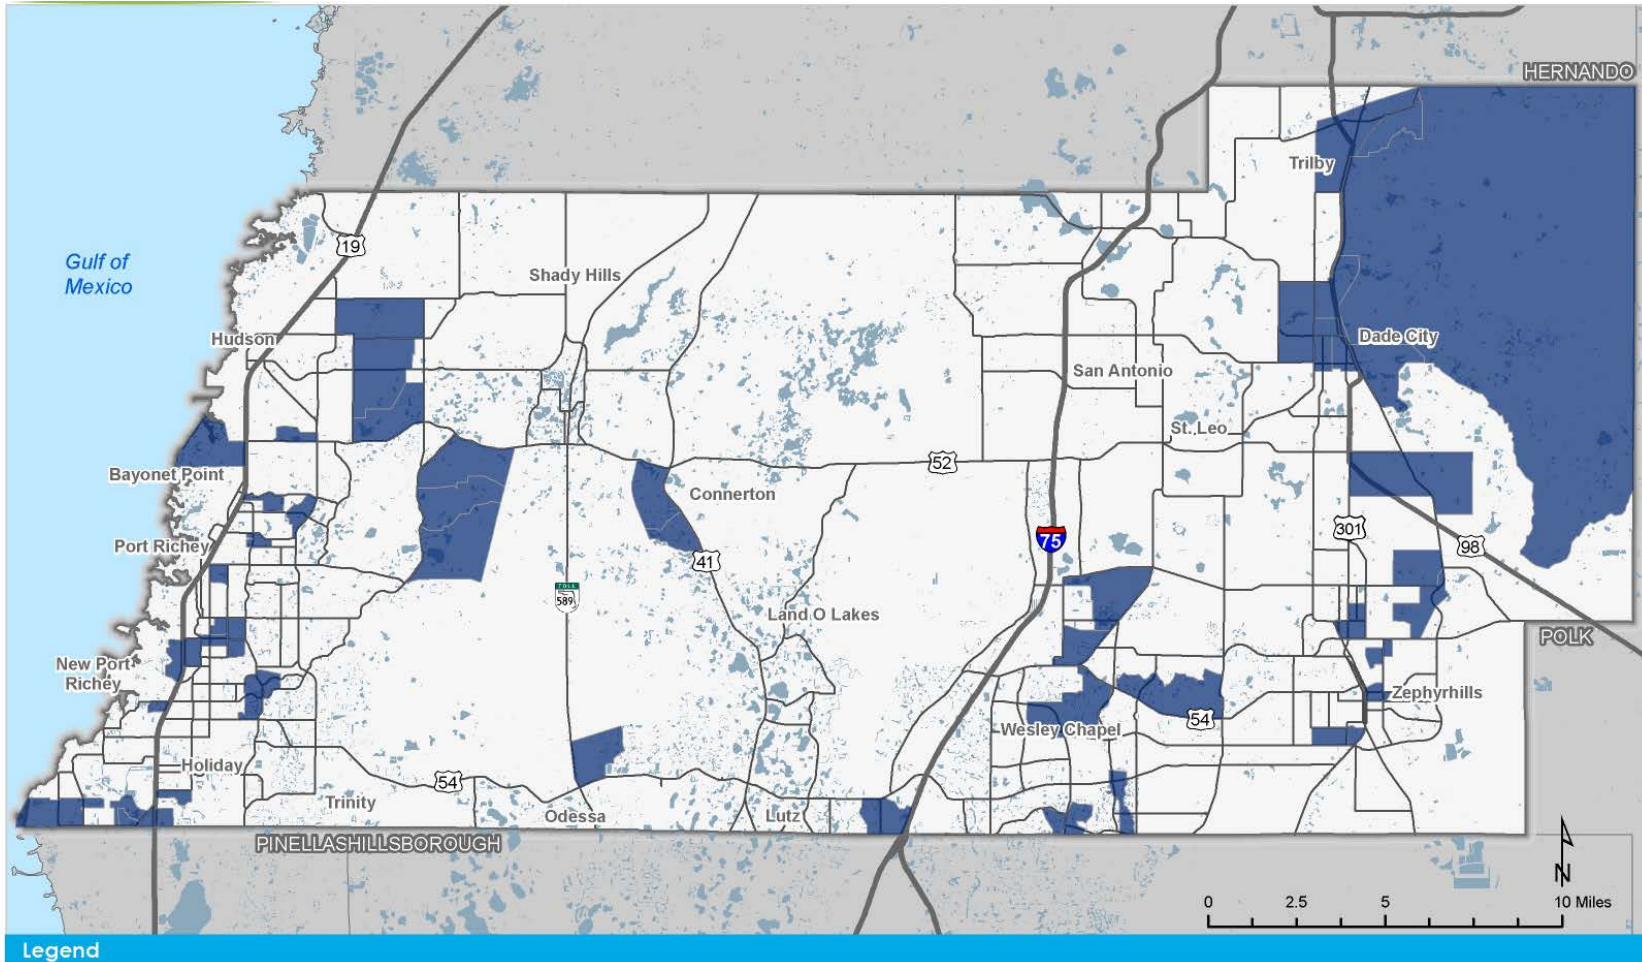 HERNANDO
Trilby
19
Gulf of
Mexico
Shady Hills
Hudson
Dade City
San Antonio
St. Leo
52
Bayonet Point
Connerton
301
Port Richey
75
98
41
TOLL
589
Land O Lakes
POLK
New Port
Richey
Zephyrhills
54
Wesley Chapel
Holiday
54
Trinity
Odessa
Lutz
PINELLASHILLSBOROUGH
N
0 2.5 5 10 Miles
Legend